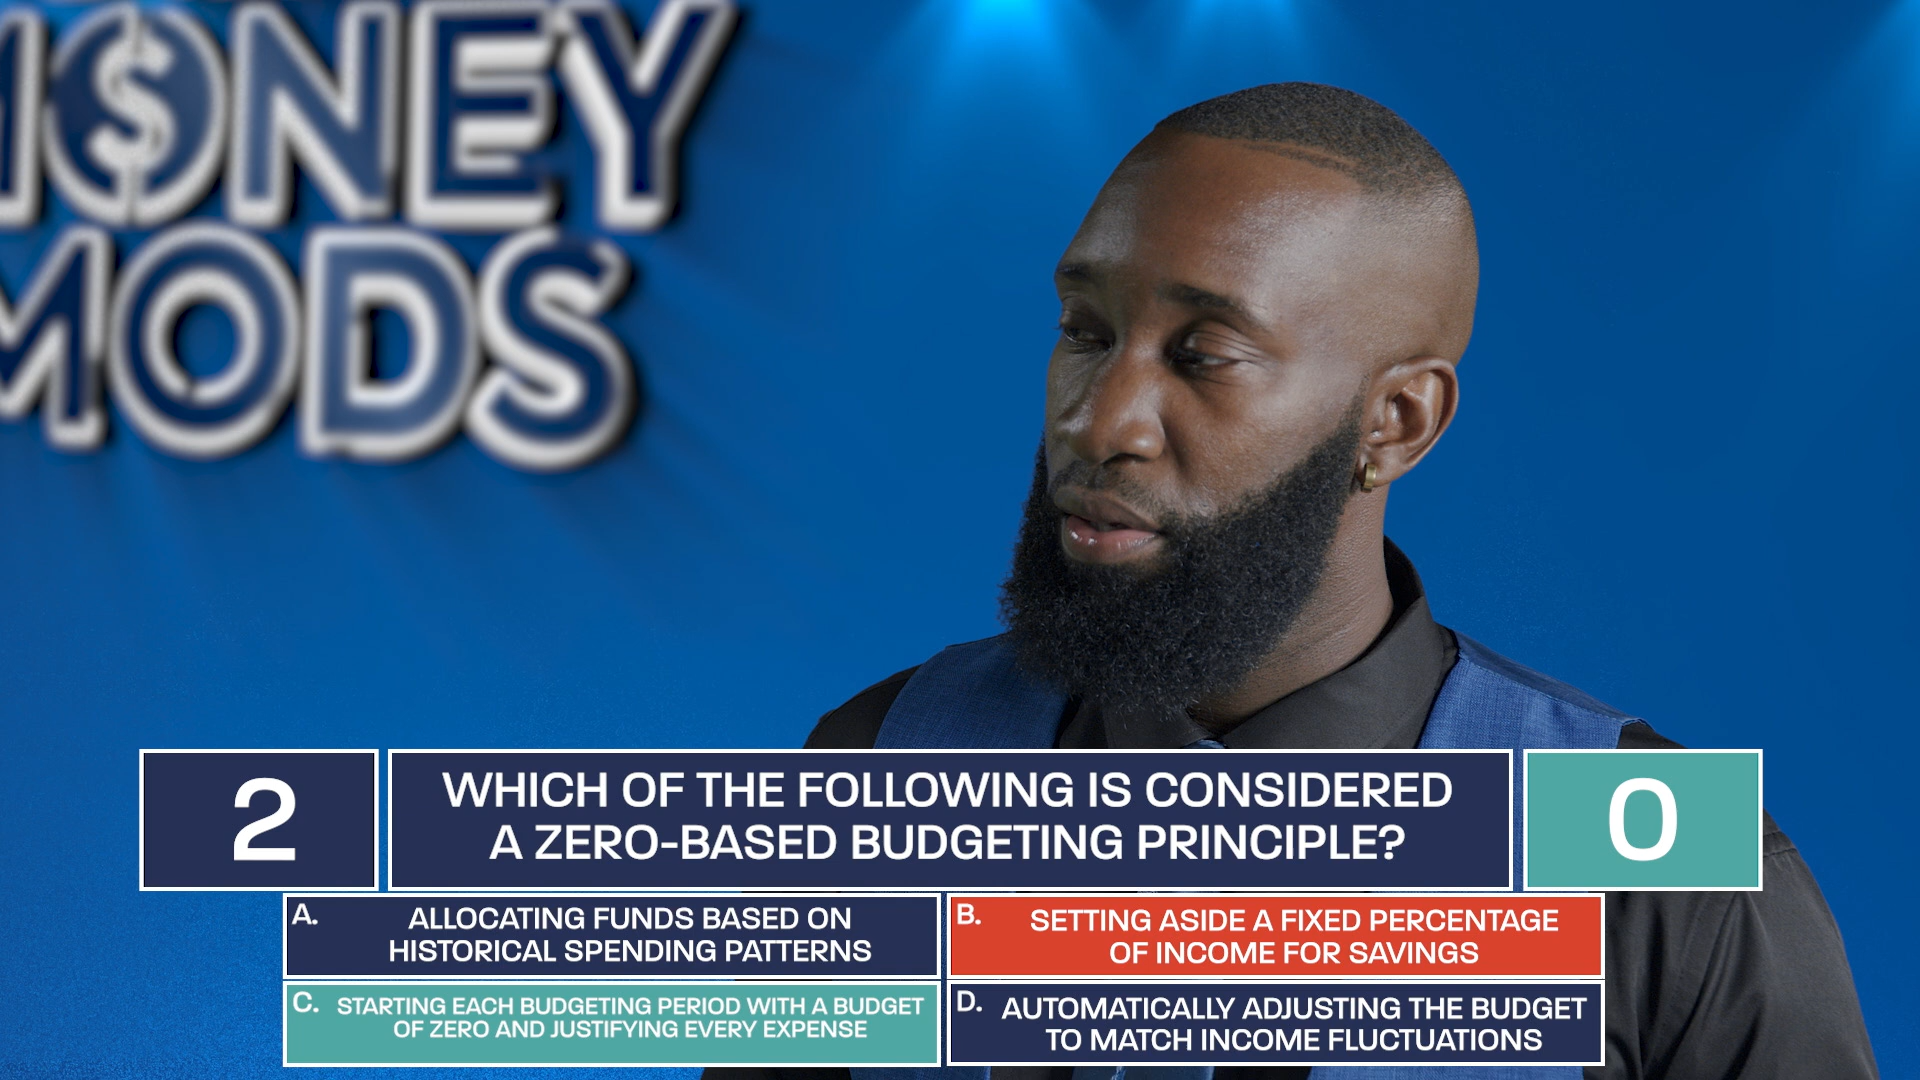 MONEY
MODS
2
WHICH OF THE FOLLOWING IS CONSIDERED
A ZERO-BASED BUDGETING PRINCIPLE?
0
A. ALLOCATING FUNDS BASED ON
HISTORICAL SPENDING PATTERNS
B. SETTING ASIDE A FIXED PERCENTAGE
OF INCOME FOR SAVINGS
C. STARTING EACH BUDGETING PERIOD WITH A BUDGET
OF ZERO AND JUSTIFYING EVERY EXPENSE
D. AUTOMATICALLY ADJUSTING THE BUDGET
TO MATCH INCOME FLUCTUATIONS